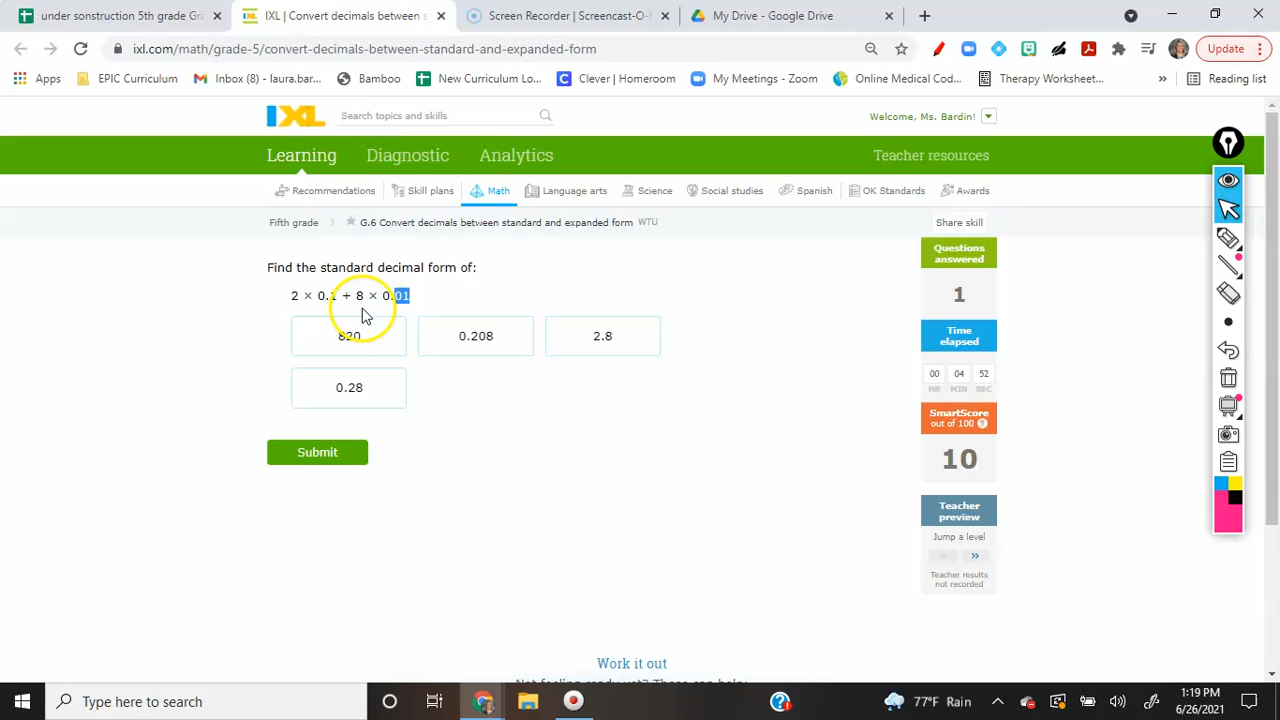 under sonstruction 5th grade Gra
IXL | Convert decimals between s
Screen Recorder | Screencast-O-M
My Drive - Google Drive
ixl.com/math/grade-5/convert-decimals-between-standard-and-expanded-form
Update
Apps
EPIC Curriculum
Inbox (8) - laura.bar...
Bamboo
New Curriculum Lo...
Clever | Homeroom
My Meetings - Zoom
Online Medical Cod...
Therapy Worksheet...
»
Reading list
IXL
Search topics and skills
Welcome, Ms. Bardin!
Learning
Diagnostic
Analytics
Teacher resources
Recommendations
Skill plans
Math
Language arts
Science
Social studies
Spanish
OK Standards
Awards
Fifth grade
G.6 Convert decimals between standard and expanded form WTU
Share skill
Find the standard decimal form of:
2 × 0.1 + 8 × 0.01
820
0.208
2.8
0.28
Submit
Questions
answered
1
Time
elapsed
00 04 52
HR MIN SEC
SmartScore
out of 100 ?
10
Teacher
preview
Jump a level
»
Teacher results
not recorded
Work it out
Type here to search
77°F Rain
1:19 PM
6/26/2021